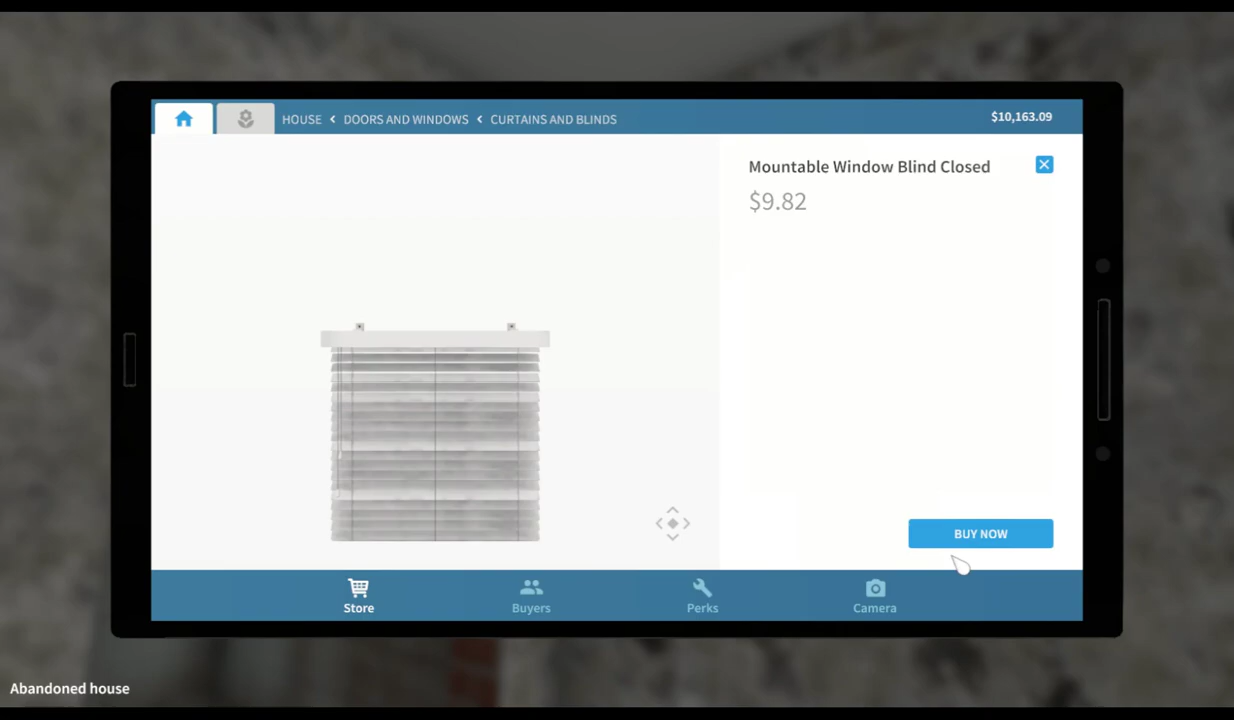 HOUSE < DOORS AND WINDOWS < CURTAINS AND BLINDS
$10,163.09
Mountable Window Blind Closed
$9.82
BUY NOW
Store
Buyers
Perks
Camera
Abandoned house